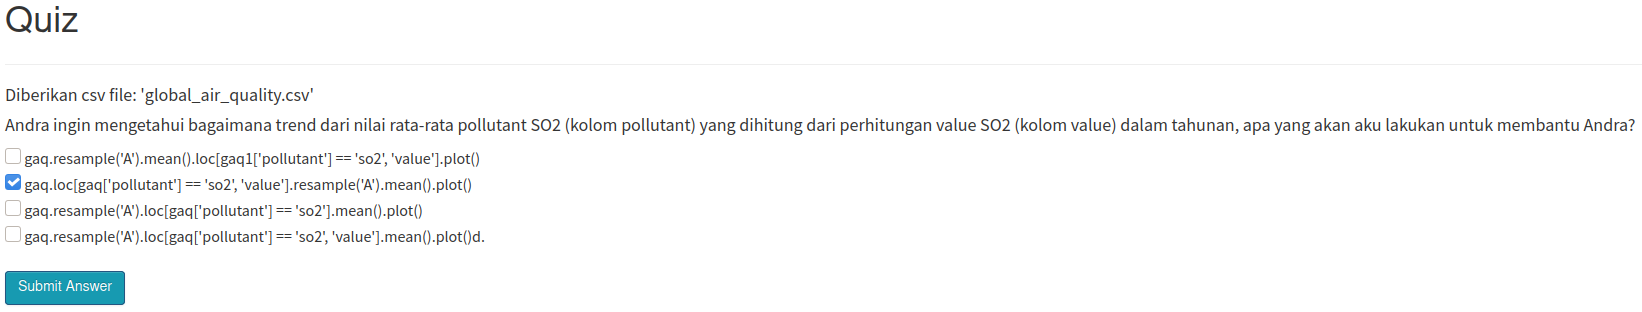 Quiz
Diberikan csv file: 'global_air_quality.csv'
Andra ingin mengetahui bagaimana trend dari nilai rata-rata pollutant SO2 (kolom pollutant) yang dihitung dari perhitungan value SO2 (kolom value) dalam tahunan, apa yang akan aku lakukan untuk membantu Andra?
gaq.resample('A').mean().loc[gaq1['pollutant'] == 'so2', 'value'].plot()
gaq.loc[gaq['pollutant'] == 'so2', 'value'].resample('A').mean().plot()
gaq.resample('A').loc[gaq['pollutant'] == 'so2'].mean().plot()
gaq.resample('A').loc[gaq['pollutant'] == 'so2', 'value'].mean().plot()d.
Submit Answer